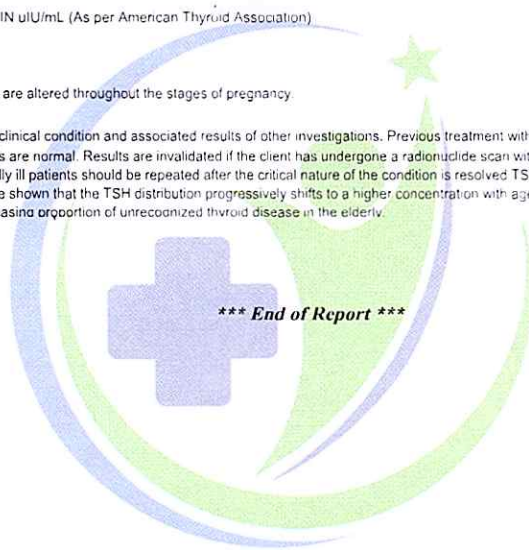 IN uIU/mL (As per American Thyroid Association)
are altered throughout the stages of pregnancy.
clinical condition and associated results of other investigations. Previous treatment with
s are normal. Results are invalidated if the client has undergone a radionuclide scan wit
lly ill patients should be repeated after the critical nature of the condition is resolved TS
e shown that the TSH distribution progressively shifts to a higher concentration with age
asing proportion of unrecognized thyroid disease in the elderly.
*** End of Report ***